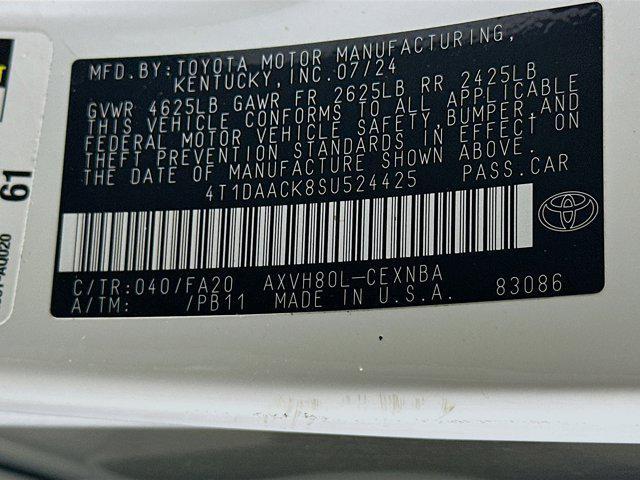 MFD.BY:TOYOTA MOTOR MANUFACTURING,
KENTUCKY, INC.07/24
GVWR 4625LB GAWR FR 2625LB RR 2425LB
THIS VEHICLE CONFORMS TO ALL APPLICABLE
FEDERAL MOTOR VEHICLE SAFETY, BUMPER, AND
THEFT PREVENTION STANDARDS IN EFFECT ON
THE DATE OF MANUFACTURE SHOWN ABOVE.
4T1DAACK8SU524425 PASS.CAR
C/TR:040/FA20 AXVH80L-CEXNBA
A/TM: /PB11 MADE IN U.S.A. 83086
61